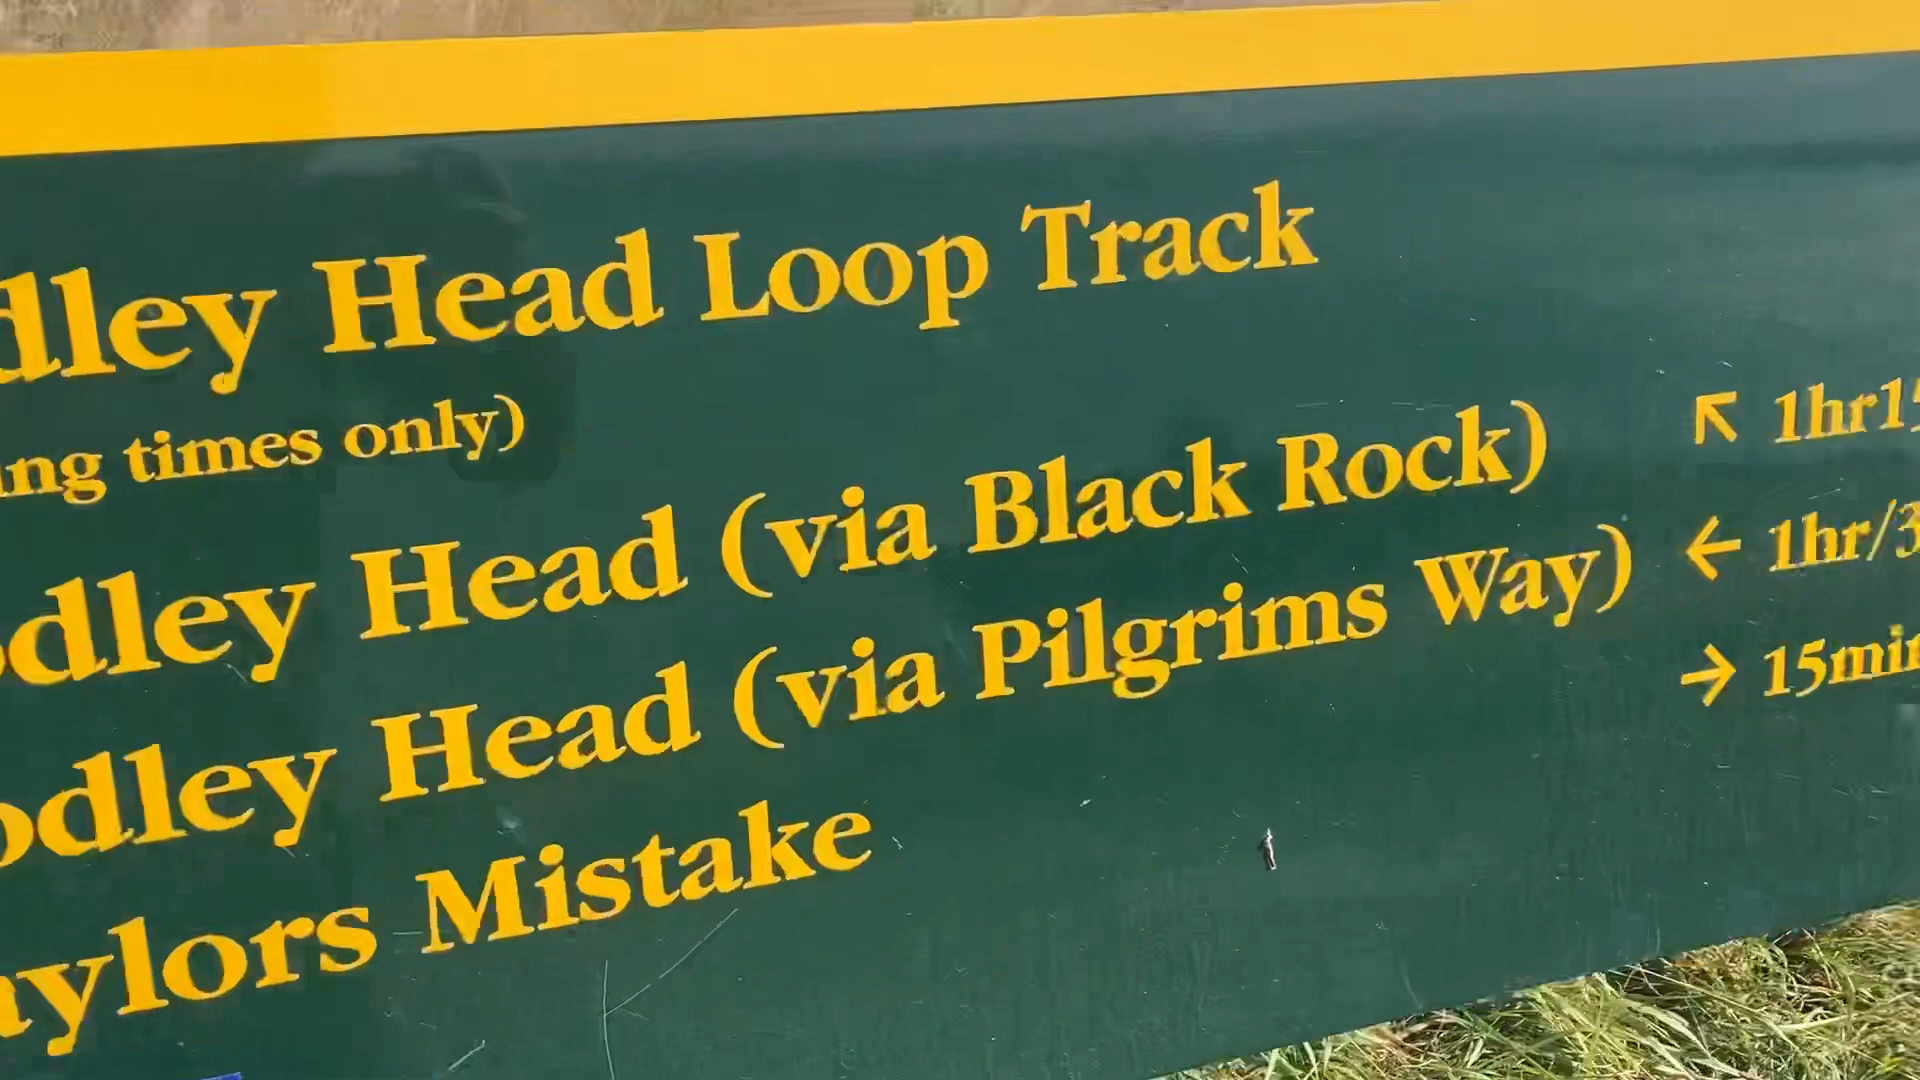 dley Head Loop Track
ing times only)
odley Head (via Black Rock) ↖ 1hr1
odley Head (via Pilgrims Way) ← 1hr/3
aylors Mistake → 15min